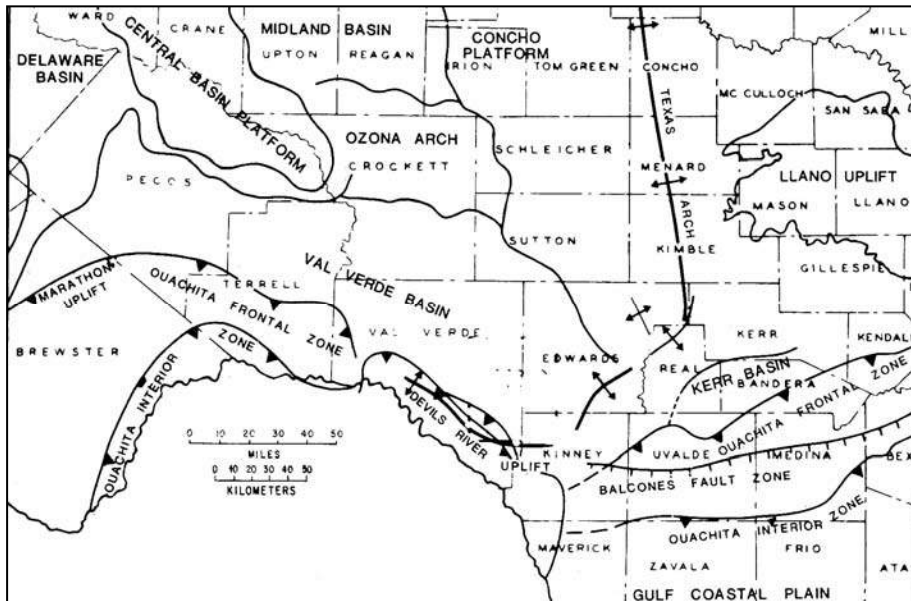 WARD
CRANE
MIDLAND BASIN
UPTON
REAGAN
CONCHO
PLATFORM
IRION
TOM GREEN
CONCHO
MILL
DELAWARE
BASIN
CENTRAL BASIN PLATFORM
TEXAS
ARCH
MC CULLOCH
SAN SABA
OZONA ARCH
CROCKETT
SCHLEICHER
MENARD
LLANO UPLIFT
MASON
LLANO
PECOS
SUTTON
KIMBLE
GILLESPIE
VAL VERDE BASIN
MARATHON
UPLIFT
OUACHITA FRONTAL ZONE
TERRELL
VAL VERDE
BREWSTER
OUACHITA INTERIOR
ZONE
EDWARDS
REAL
KERR
KENDAL
KERR BASIN
BANDERA
DEVILS RIVER
UPLIFT
KINNEY
UVALDE
OUACHITA FRONTAL ZONE
MEDINA
BEX
BALCONES FAULT ZONE
0 10 20 30 40 50
MILES
0 10 20 30 40 50
KILOMETERS
OUACHITA INTERIOR ZONE
MAVERICK
ZAVALA
FRIO
ATA
GULF COASTAL PLAIN